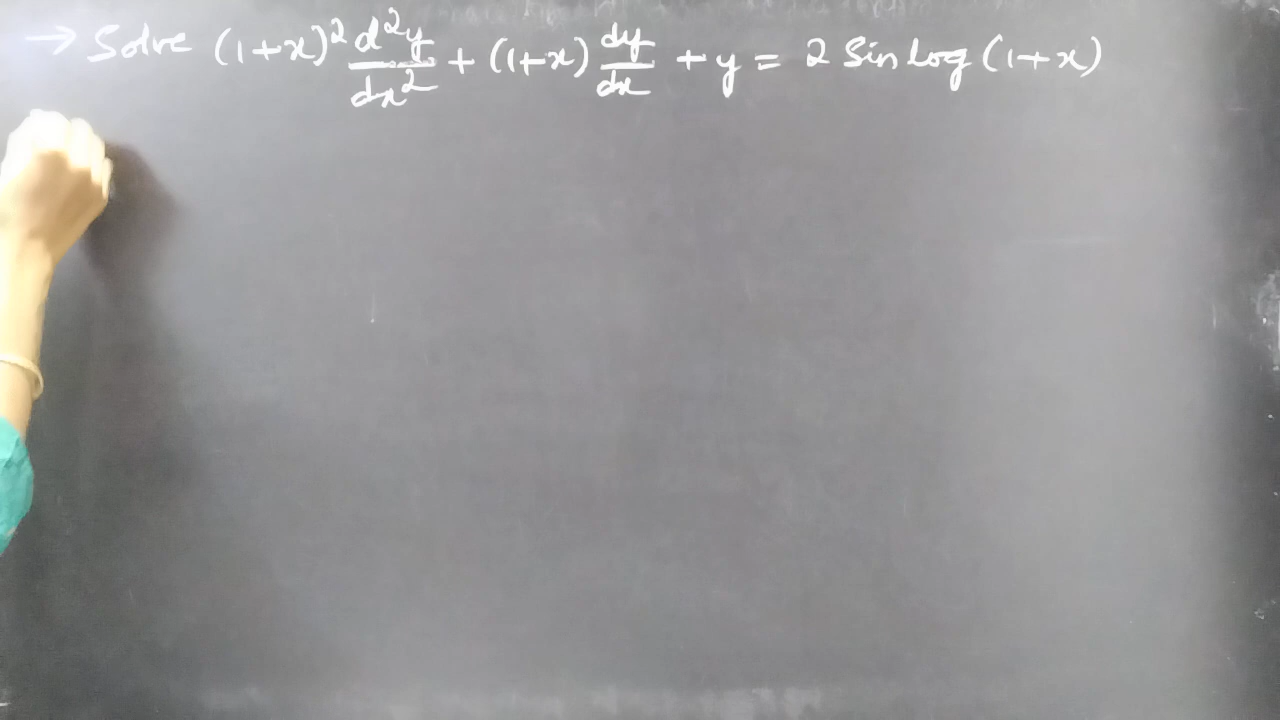 → Solve (1+x)² d²y/dx² + (1+x) dy/dx + y = 2 Sin log (1+x)